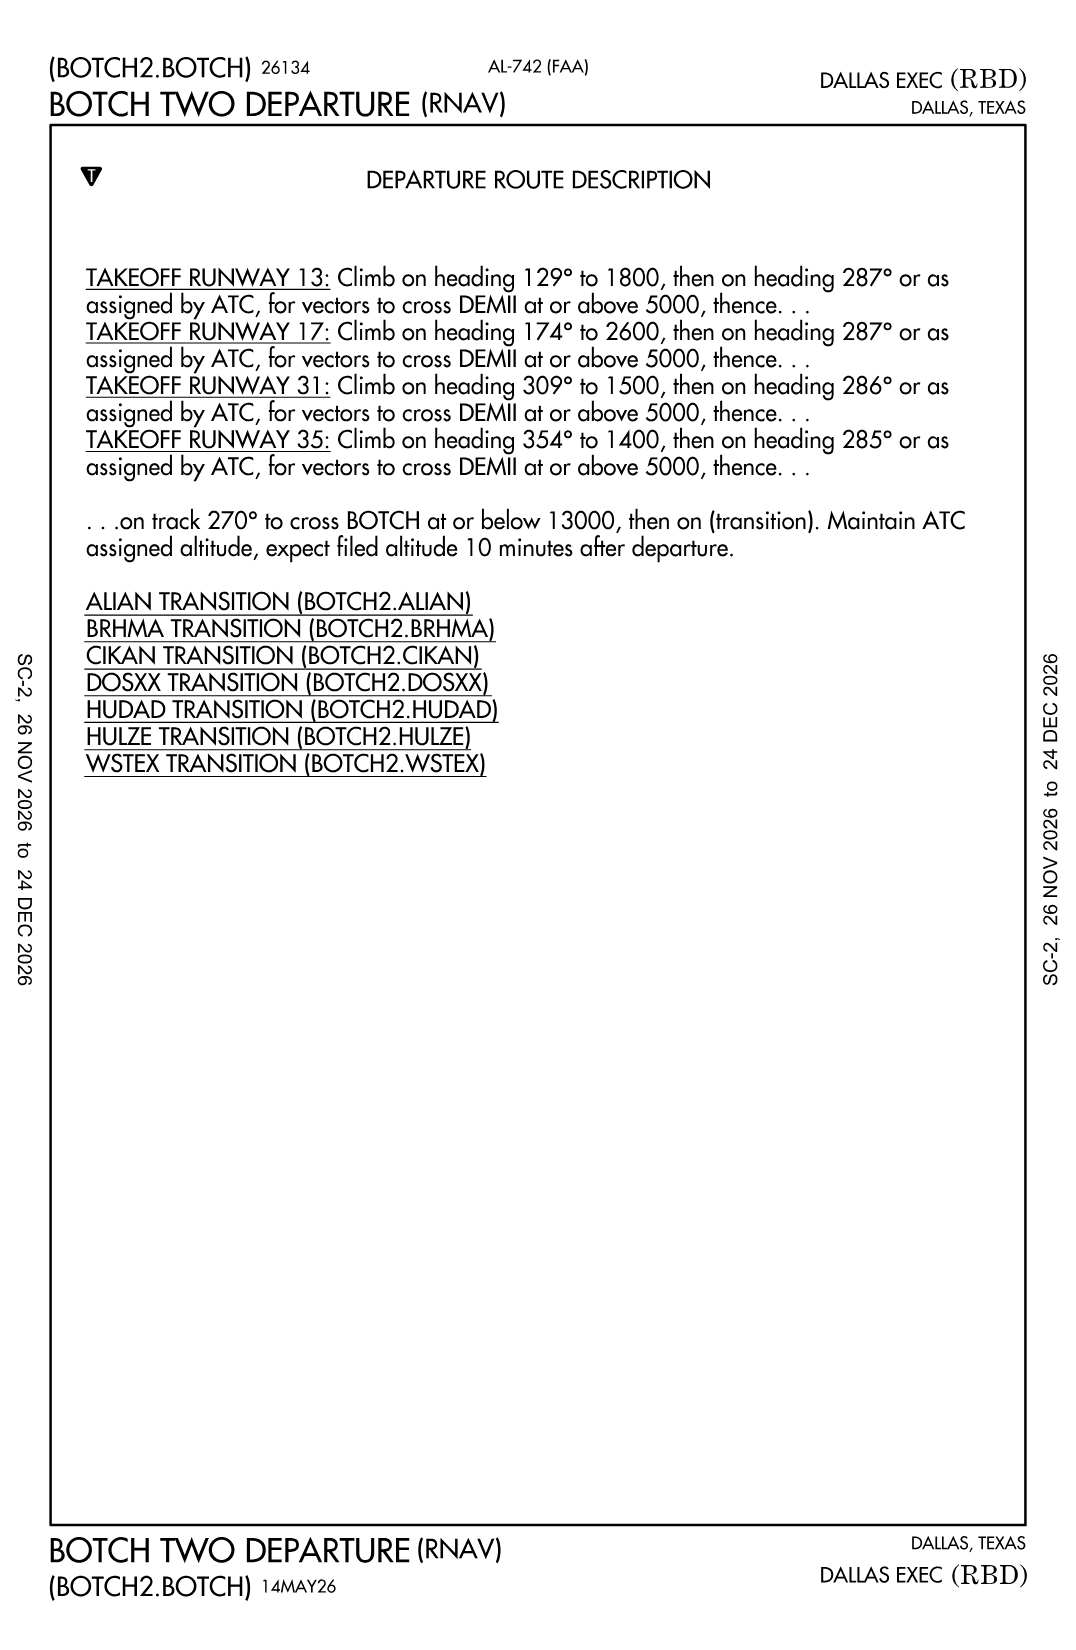 (BOTCH2.BOTCH) 26134
AL-742 (FAA)
DALLAS EXEC (RBD)
BOTCH TWO DEPARTURE (RNAV)
DALLAS, TEXAS
T
DEPARTURE ROUTE DESCRIPTION
TAKEOFF RUNWAY 13: Climb on heading 129° to 1800, then on heading 287° or as
assigned by ATC, for vectors to cross DEMII at or above 5000, thence. . .
TAKEOFF RUNWAY 17: Climb on heading 174° to 2600, then on heading 287° or as
assigned by ATC, for vectors to cross DEMII at or above 5000, thence. . .
TAKEOFF RUNWAY 31: Climb on heading 309° to 1500, then on heading 286° or as
assigned by ATC, for vectors to cross DEMII at or above 5000, thence. . .
TAKEOFF RUNWAY 35: Climb on heading 354° to 1400, then on heading 285° or as
assigned by ATC, for vectors to cross DEMII at or above 5000, thence. . .
. . .on track 270° to cross BOTCH at or below 13000, then on (transition). Maintain ATC
assigned altitude, expect filed altitude 10 minutes after departure.
ALIAN TRANSITION (BOTCH2.ALIAN)
BRHMA TRANSITION (BOTCH2.BRHMA)
CIKAN TRANSITION (BOTCH2.CIKAN)
DOSXX TRANSITION (BOTCH2.DOSXX)
HUDAD TRANSITION (BOTCH2.HUDAD)
HULZE TRANSITION (BOTCH2.HULZE)
WSTEX TRANSITION (BOTCH2.WSTEX)
SC-2, 26 NOV 2026 to 24 DEC 2026
SC-2, 26 NOV 2026 to 24 DEC 2026
BOTCH TWO DEPARTURE (RNAV)
DALLAS, TEXAS
(BOTCH2.BOTCH) 14MAY26
DALLAS EXEC (RBD)